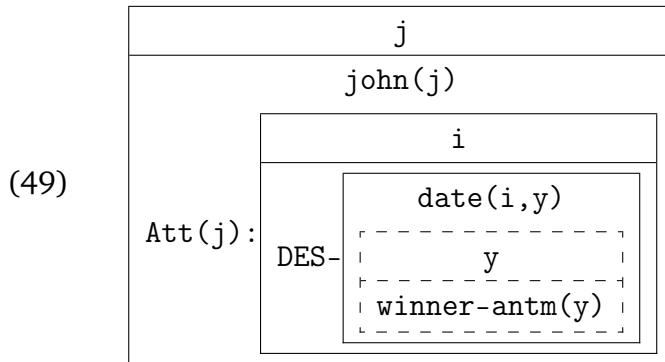 (49)
j
john(j)
Att(j):
i
DES-
date(i,y)
y
winner-antm(y)